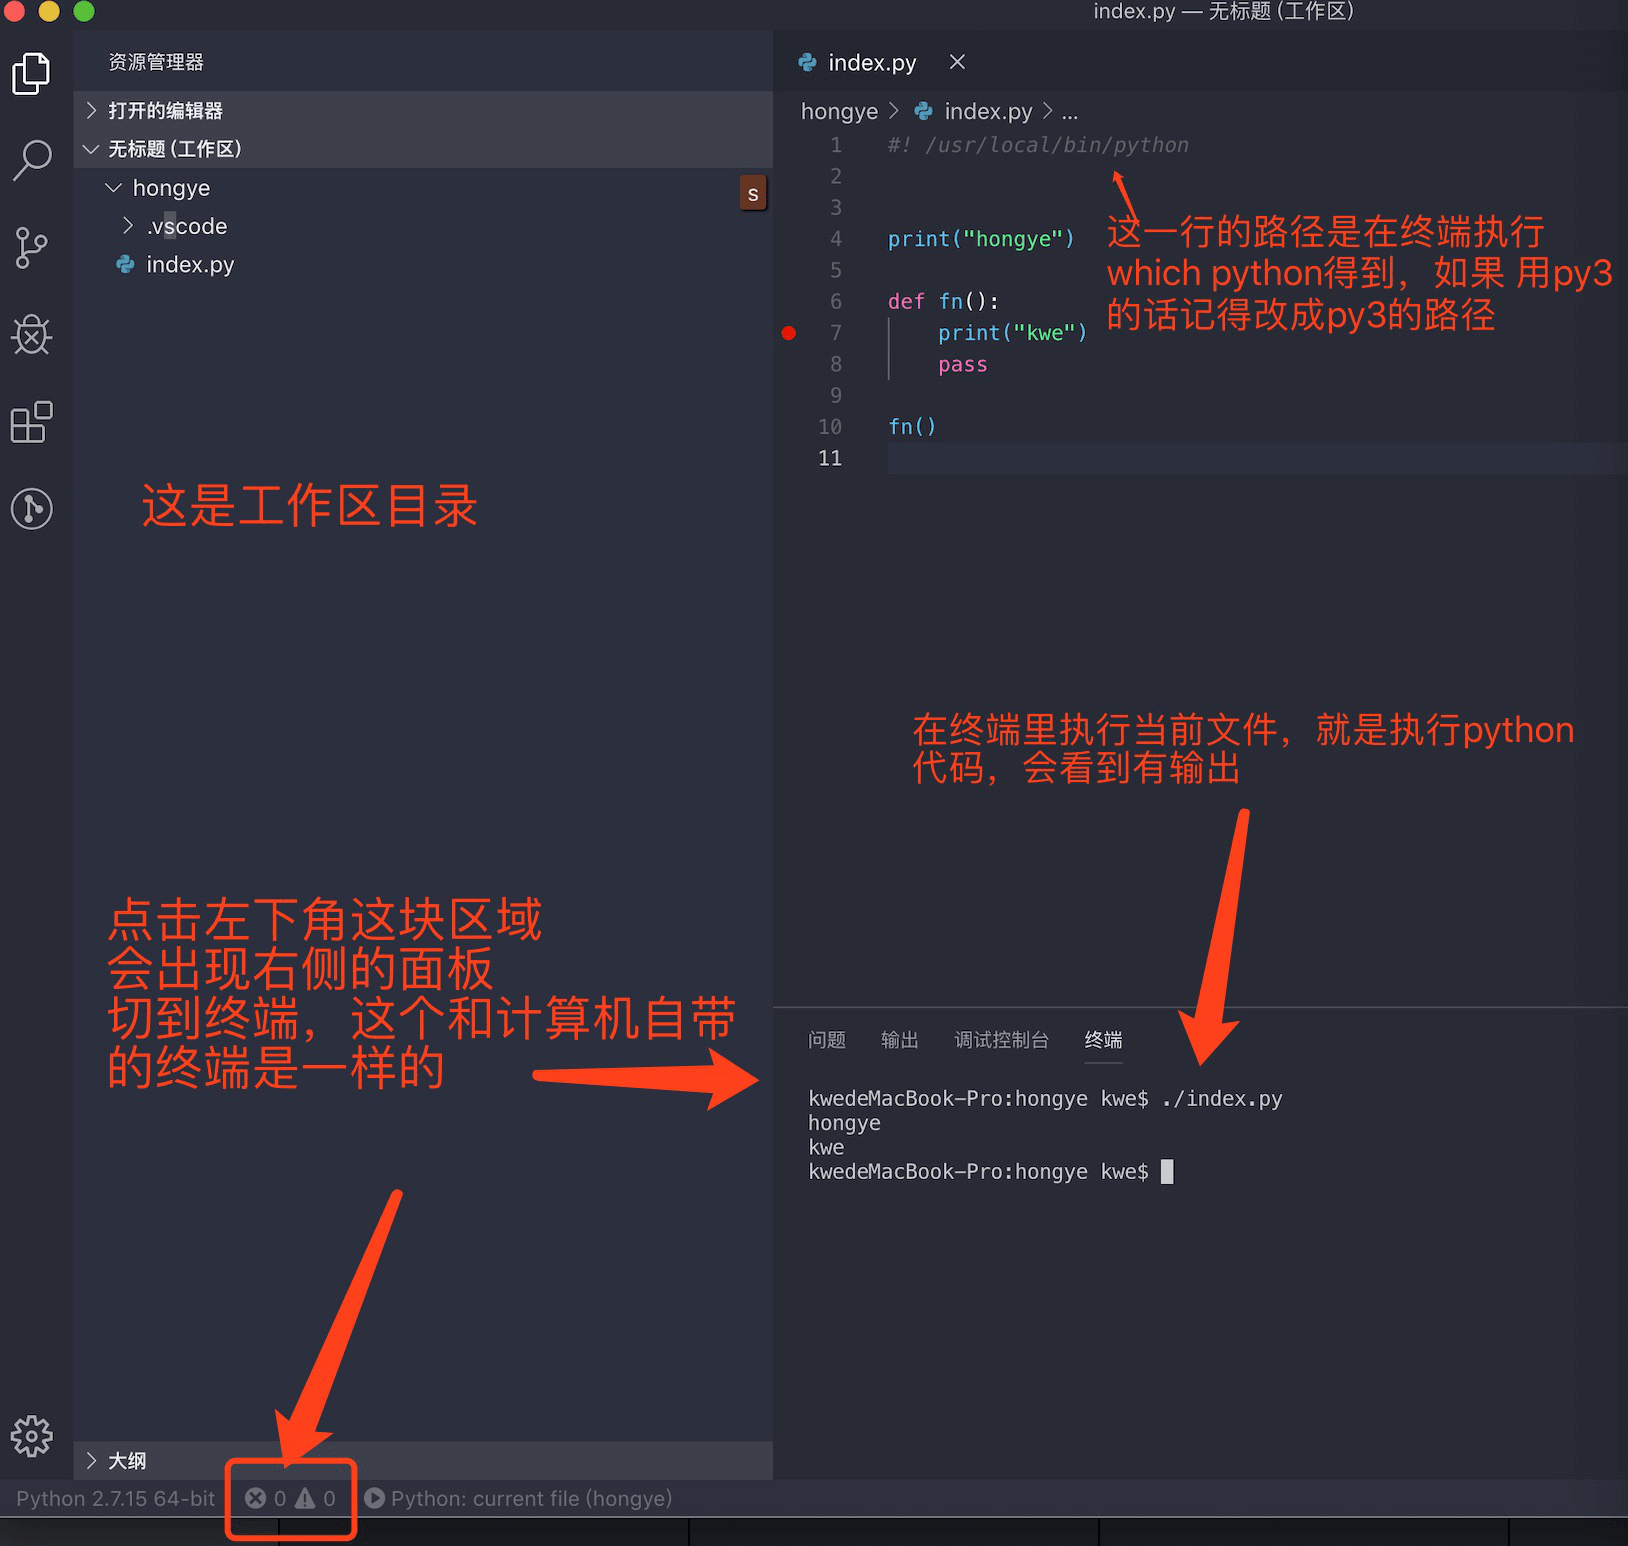 index.py — 无标题 (工作区)
资源管理器
打开的编辑器
无标题 (工作区)
hongye
S
.vscode
index.py
这是工作区目录
点击左下角这块区域
会出现右侧的面板
切到终端，这个和计算机自带
的终端是一样的
大纲
Python 2.7.15 64-bit
0
0
Python: current file (hongye)
index.py
hongye > index.py > ...
1 #! /usr/local/bin/python
2
3
4 print("hongye")
5
6 def fn():
7 print("kwe")
8 pass
9
10 fn()
11
这一行的路径是在终端执行
which python得到，如果 用py3
的话记得改成py3的路径
在终端里执行当前文件，就是执行python
代码，会看到有输出
问题 输出 调试控制台 终端
kwedeMacBook-Pro:hongye kwe$ ./index.py
hongye
kwe
kwedeMacBook-Pro:hongye kwe$